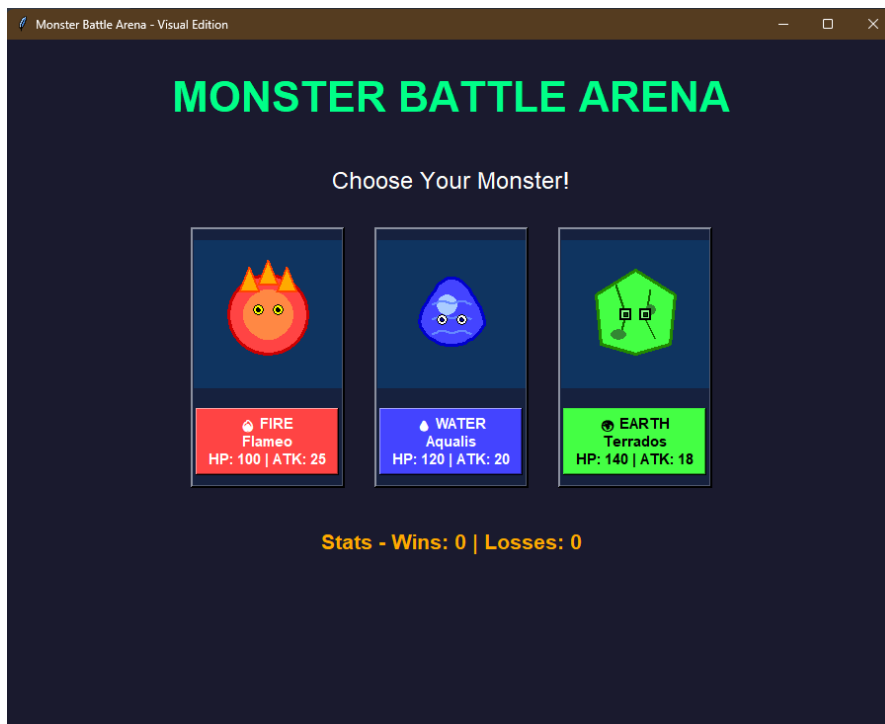 Monster Battle Arena - Visual Edition
MONSTER BATTLE ARENA
Choose Your Monster!
🔥 FIRE
Flameo
HP: 100 | ATK: 25
💧 WATER
Aqualis
HP: 120 | ATK: 20
🌍 EARTH
Terrados
HP: 140 | ATK: 18
Stats - Wins: 0 | Losses: 0